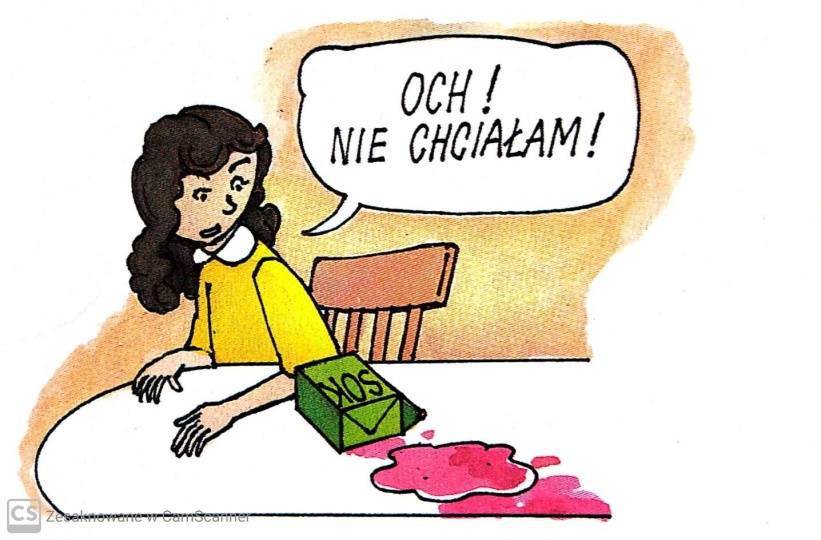 OCH!
NIE CHCIAŁAM!
SOK
CS Zeskanowane w CamScanner